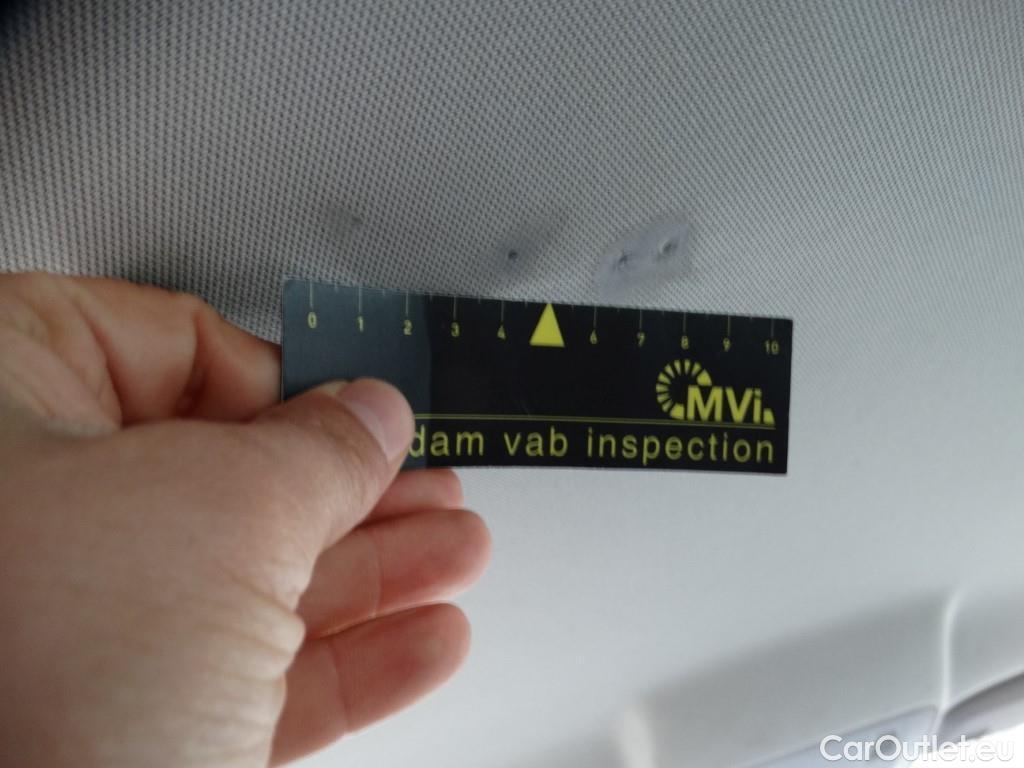 0 1 2 3 4 6 7 8 9 10
MVi.
dam vab inspection
CarOutlet.eu